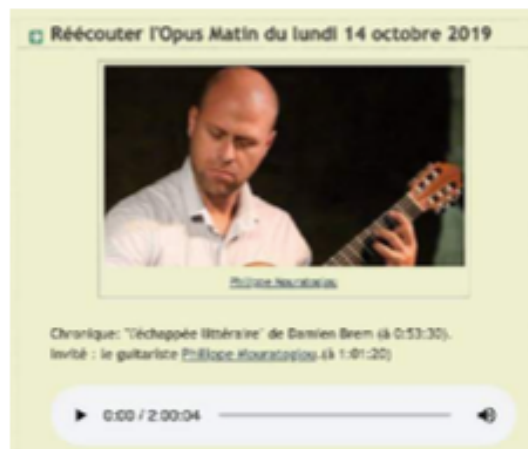 Réécouter l'Opus Matin du lundi 14 octobre 2019
Philippe Mouratoglou
Chronique: "l'échappée littéraire" de Damien Brem (à 0:53:30).
Invité : le guitariste Philippe Mouratoglou.(à 1:01:20)
0:00 / 2:00:04